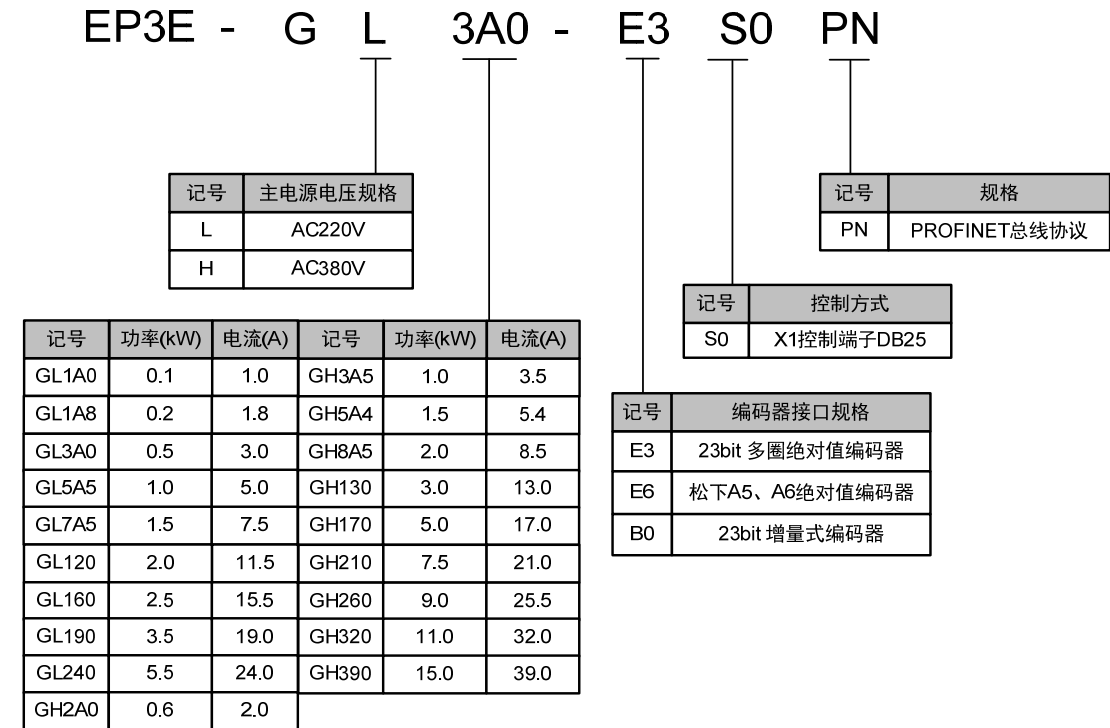 EP3E - G L 3A0 - E3 S0 PN
记号 主电源电压规格
L AC220V
H AC380V
记号 规格
PN PROFINET总线协议
记号 控制方式
S0 X1控制端子DB25
记号 功率(kW) 电流(A) 记号 功率(kW) 电流(A)
GL1A0 0.1 1.0 GH3A5 1.0 3.5
GL1A8 0.2 1.8 GH5A4 1.5 5.4
GL3A0 0.5 3.0 GH8A5 2.0 8.5
GL5A5 1.0 5.0 GH130 3.0 13.0
GL7A5 1.5 7.5 GH170 5.0 17.0
GL120 2.0 11.5 GH210 7.5 21.0
GL160 2.5 15.5 GH260 9.0 25.5
GL190 3.5 19.0 GH320 11.0 32.0
GL240 5.5 24.0 GH390 15.0 39.0
GH2A0 0.6 2.0
记号 编码器接口规格
E3 23bit 多圈绝对值编码器
E6 松下A5、A6绝对值编码器
B0 23bit 增量式编码器